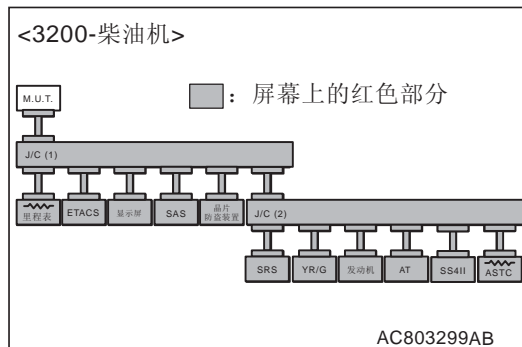 <3200-柴油机>
M.U.T.
：屏幕上的红色部分
J/C (1)
里程表 ETACS 显示屏 SAS 晶片防盗装置 J/C (2)
SRS YR/G 发动机 AT SS4II ASTC
AC803299AB